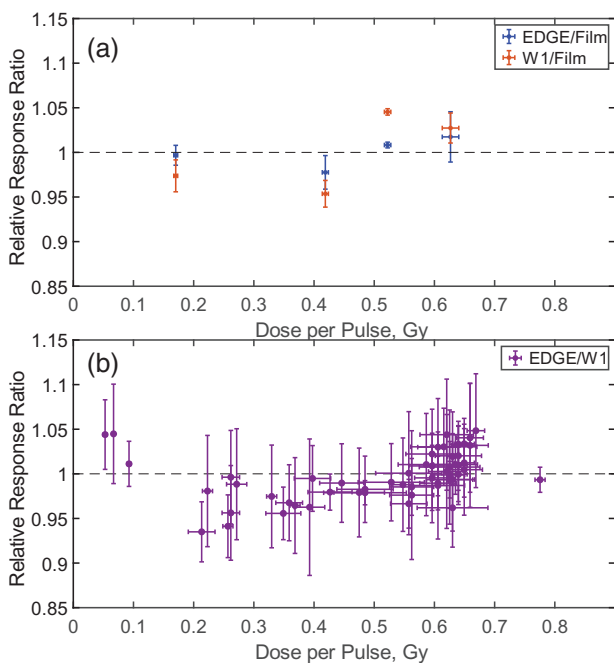 (a)
EDGE/Film
W1/Film
Relative Response Ratio
1.15
1.1
1.05
1
0.95
0.9
0.85
0 0.1 0.2 0.3 0.4 0.5 0.6 0.7 0.8
Dose per Pulse, Gy
(b)
EDGE/W1
Relative Response Ratio
1.15
1.1
1.05
1
0.95
0.9
0.85
0 0.1 0.2 0.3 0.4 0.5 0.6 0.7 0.8
Dose per Pulse, Gy